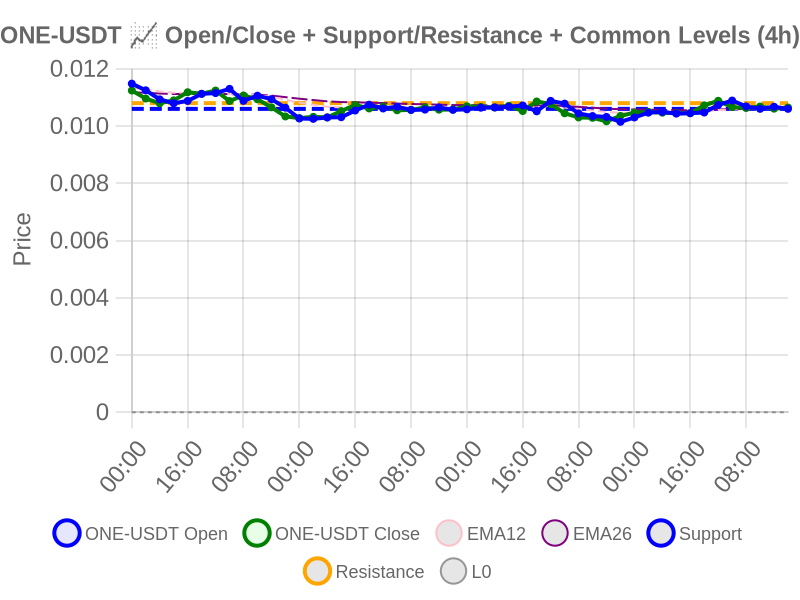 ONE-USDT 📈 Open/Close + Support/Resistance + Common Levels (4h)
0.012
0.010
0.008
0.006
0.004
0.002
0
Price
00:00 16:00 08:00 00:00 16:00 08:00 00:00 16:00 08:00 00:00 16:00 08:00
ONE-USDT Open ONE-USDT Close EMA12 EMA26 Support
Resistance L0